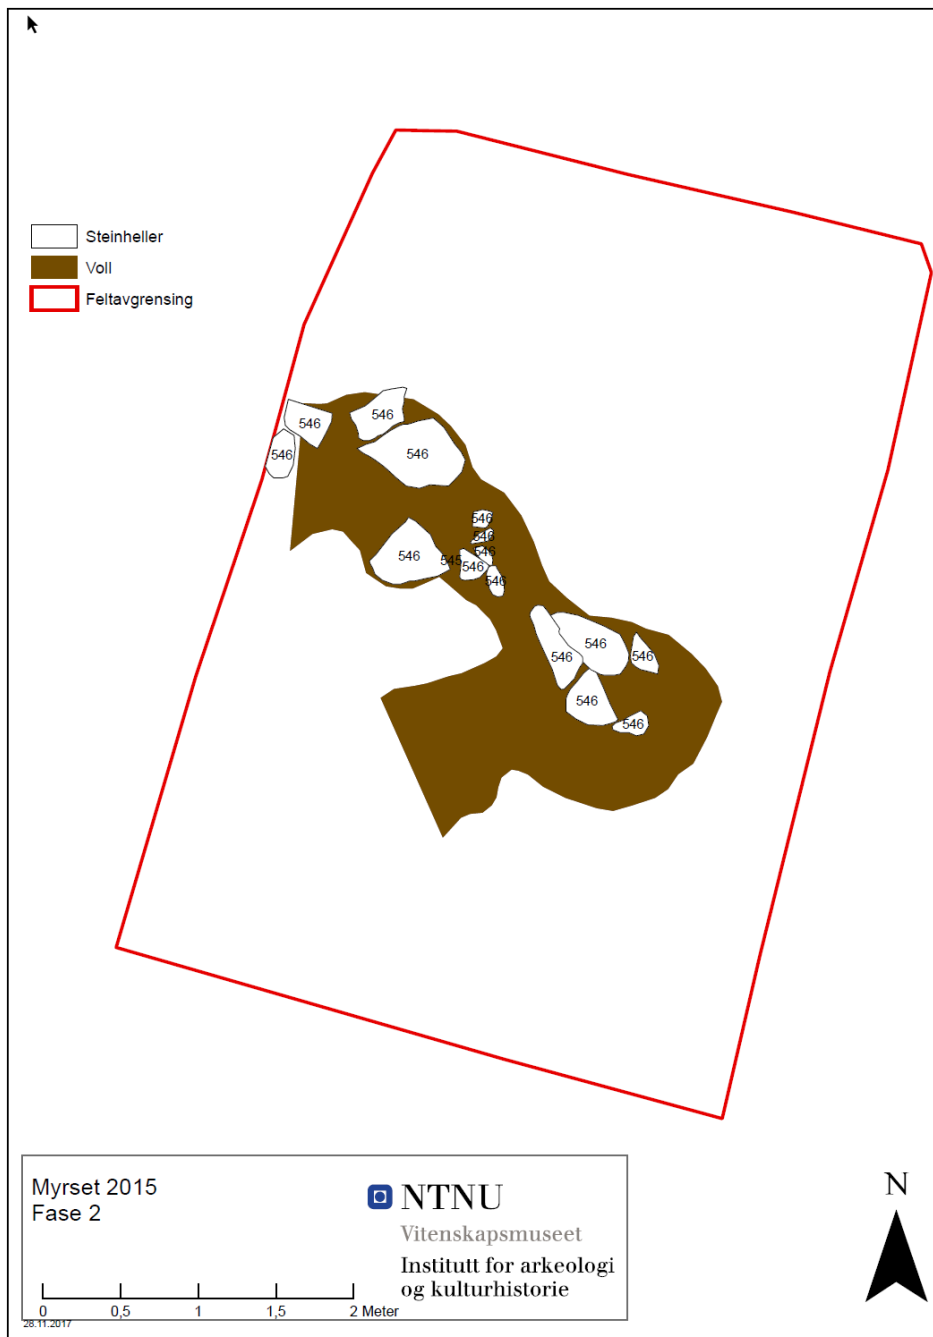 Steinheller
Voll
Feltavgrensing
546
546
546
546
546
546
546
546
545
546
546
546
546
546
546
546
Myrset 2015
Fase 2
NTNU
Vitenskapsmuseet
Institutt for arkeologi
og kulturhistorie
0 0,5 1 1,5 2 Meter
28.11.2017
N